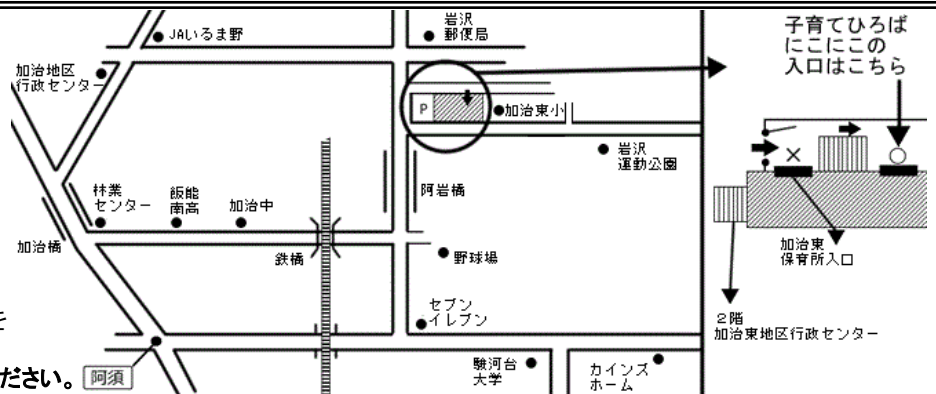 JAいるま野
岩沢
郵便局
加治地区
行政センター
P
加治東小
岩沢
運動公園
林業
センター
飯能
南高
加治中
阿岩橋
加治橋
鉄橋
野球場
セブン
イレブン
を
ださい。
阿須
駿河台
大学
カインズ
ホーム
子育てひろば
にこにこの
入口はこちら
加治東
保育所入口
2階
加治東地区行政センター